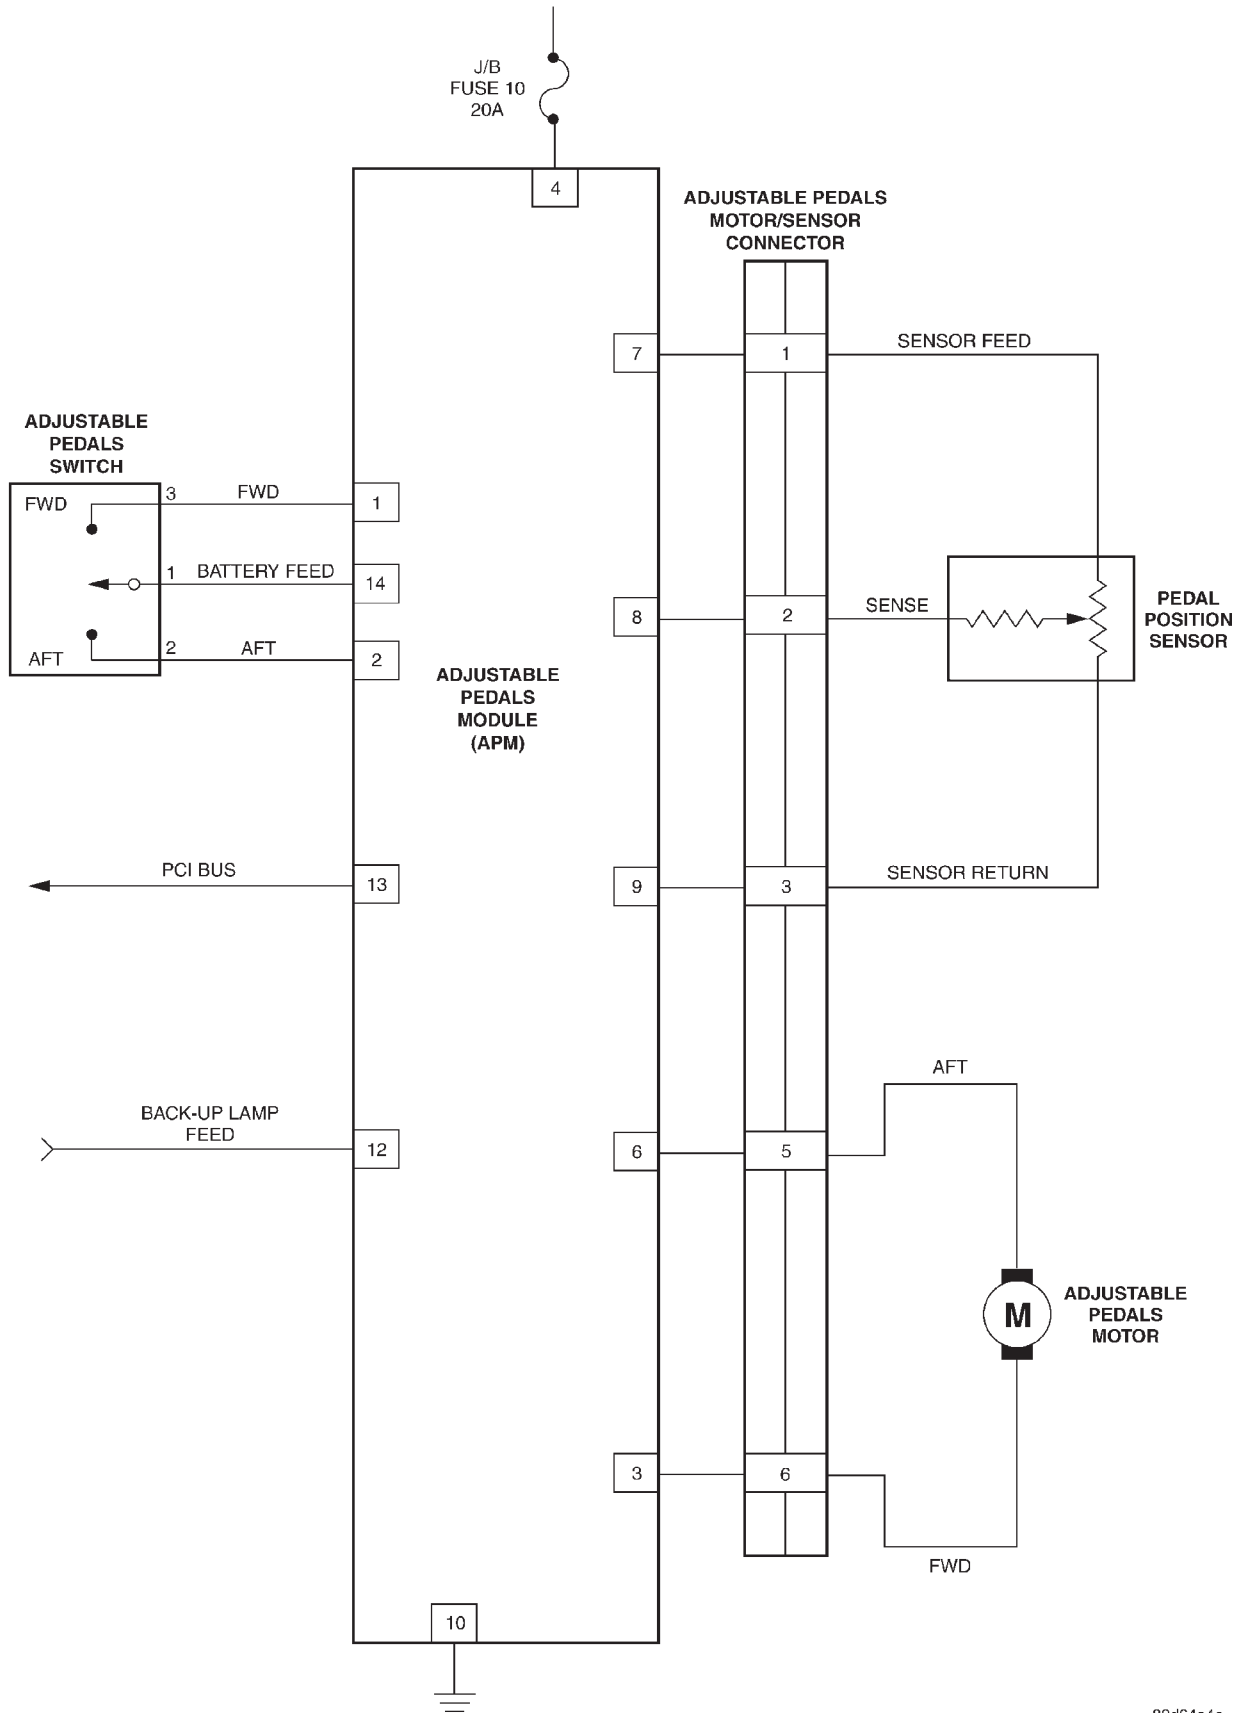 J/B
FUSE 10
20A
4
ADJUSTABLE PEDALS
MOTOR/SENSOR
CONNECTOR
7
1
SENSOR FEED
ADJUSTABLE
PEDALS
SWITCH
FWD
3
FWD
1
1
BATTERY FEED
14
AFT
2
AFT
2
8
2
SENSE
PEDAL
POSITION
SENSOR
ADJUSTABLE
PEDALS
MODULE
(APM)
PCI BUS
13
9
3
SENSOR RETURN
BACK-UP LAMP
FEED
12
6
5
AFT
M
ADJUSTABLE
PEDALS
MOTOR
3
6
FWD
10